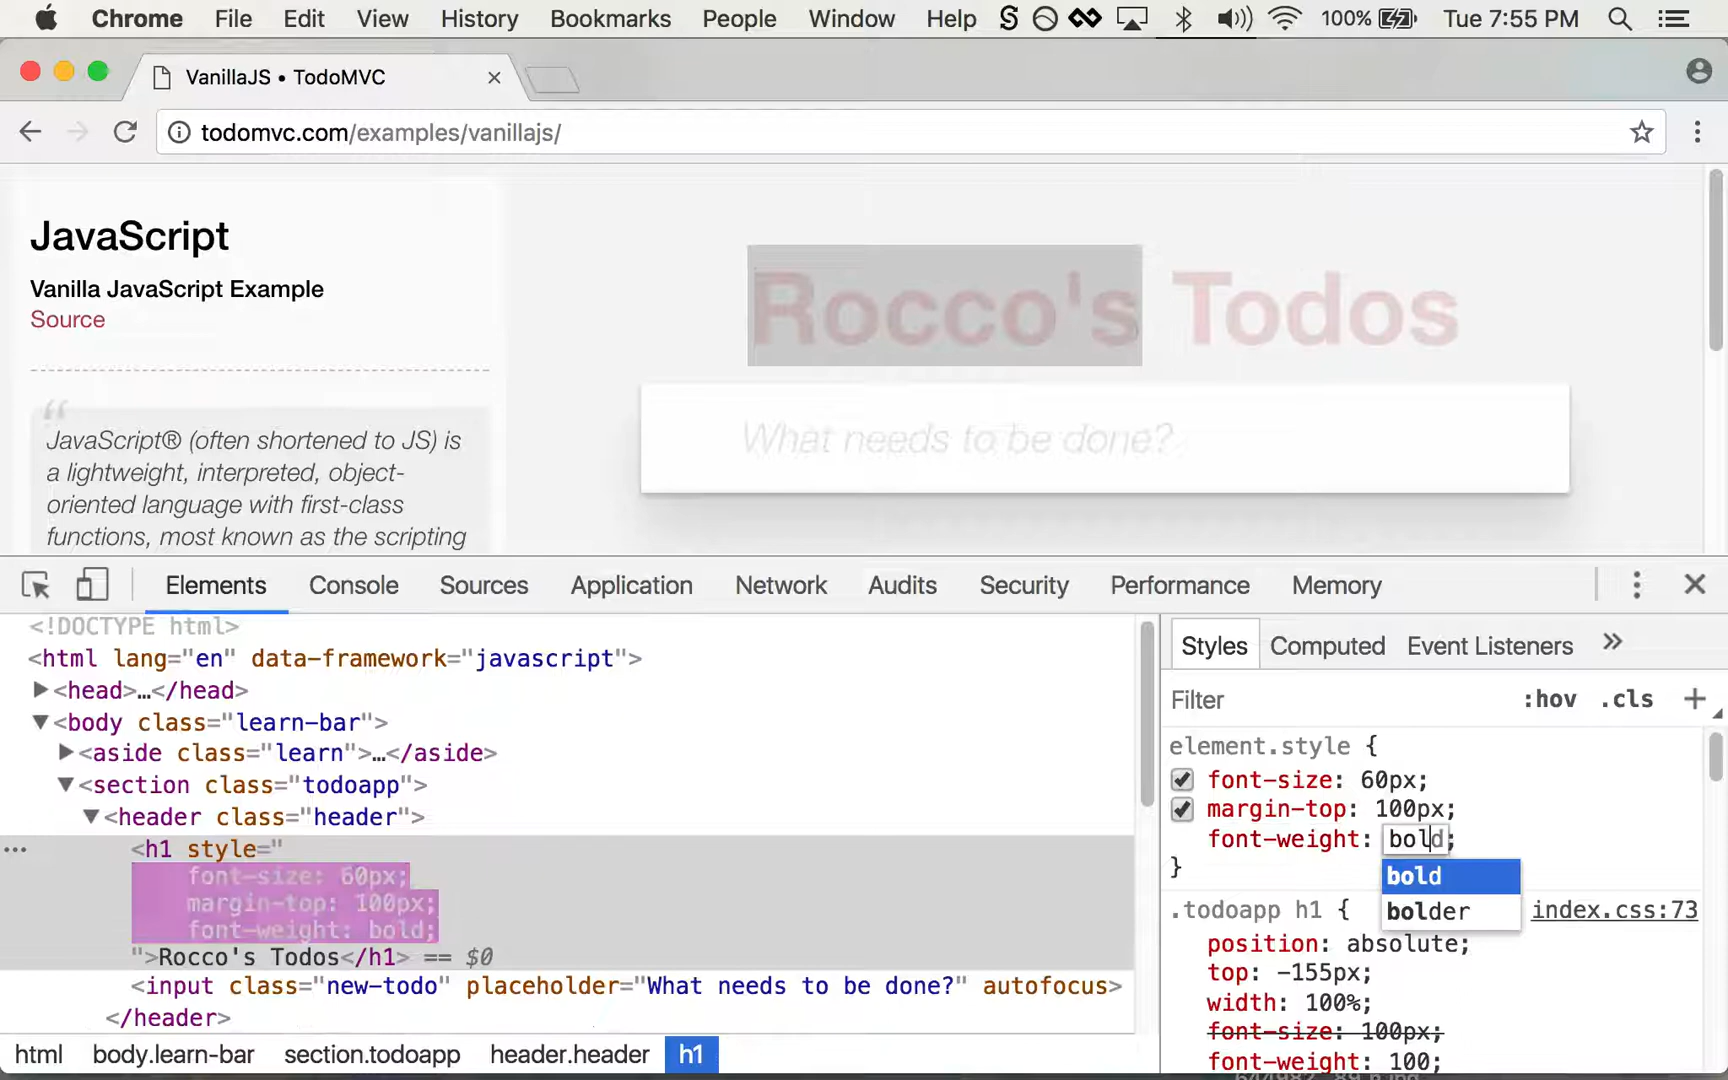 Chrome File Edit View History Bookmarks People Window Help 100% Tue 7:55 PM
VanillaJS • TodoMVC
todomvc.com/examples/vanillajs/
JavaScript
Vanilla JavaScript Example
Source
“
JavaScript® (often shortened to JS) is
a lightweight, interpreted, object-
oriented language with first-class
functions, most known as the scripting
Rocco's Todos
What needs to be done?
Elements Console Sources Application Network Audits Security Performance Memory
<!DOCTYPE html>
<html lang="en" data-framework="javascript">
<head>…</head>
<body class="learn-bar">
<aside class="learn">…</aside>
<section class="todoapp">
<header class="header">
<h1 style="
font-size: 60px;
margin-top: 100px;
font-weight: bold;
">Rocco's Todos</h1> == $0
<input class="new-todo" placeholder="What needs to be done?" autofocus>
</header>
html body.learn-bar section.todoapp header.header h1
Styles Computed Event Listeners »
Filter :hov .cls +
element.style {
font-size: 60px;
margin-top: 100px;
font-weight: bold;
}
bold
bolder
.todoapp h1 { index.css:73
position: absolute;
top: -155px;
width: 100%;
font-size: 100px;
font-weight: 100;